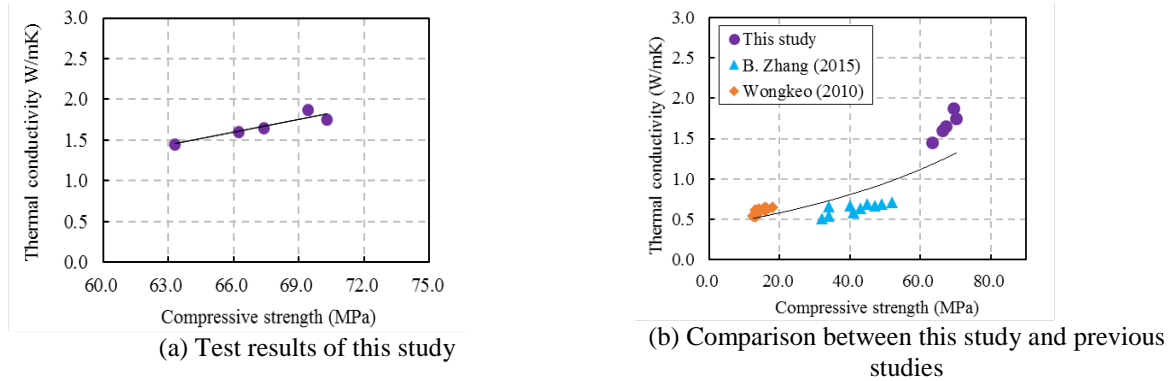 3.0
2.5
2.0
1.5
1.0
0.5
0.0
60.0 63.0 66.0 69.0 72.0 75.0
Thermal conductivity W/mK)
Compressive strength (MPa)
(a) Test results of this study
3.0
2.5
2.0
1.5
1.0
0.5
0.0
0.0 20.0 40.0 60.0 80.0
Thermal conductivity (W/mK)
This study
B. Zhang (2015)
Wongkeo (2010)
Compressive strength (MPa)
(b) Comparison between this study and previous
studies